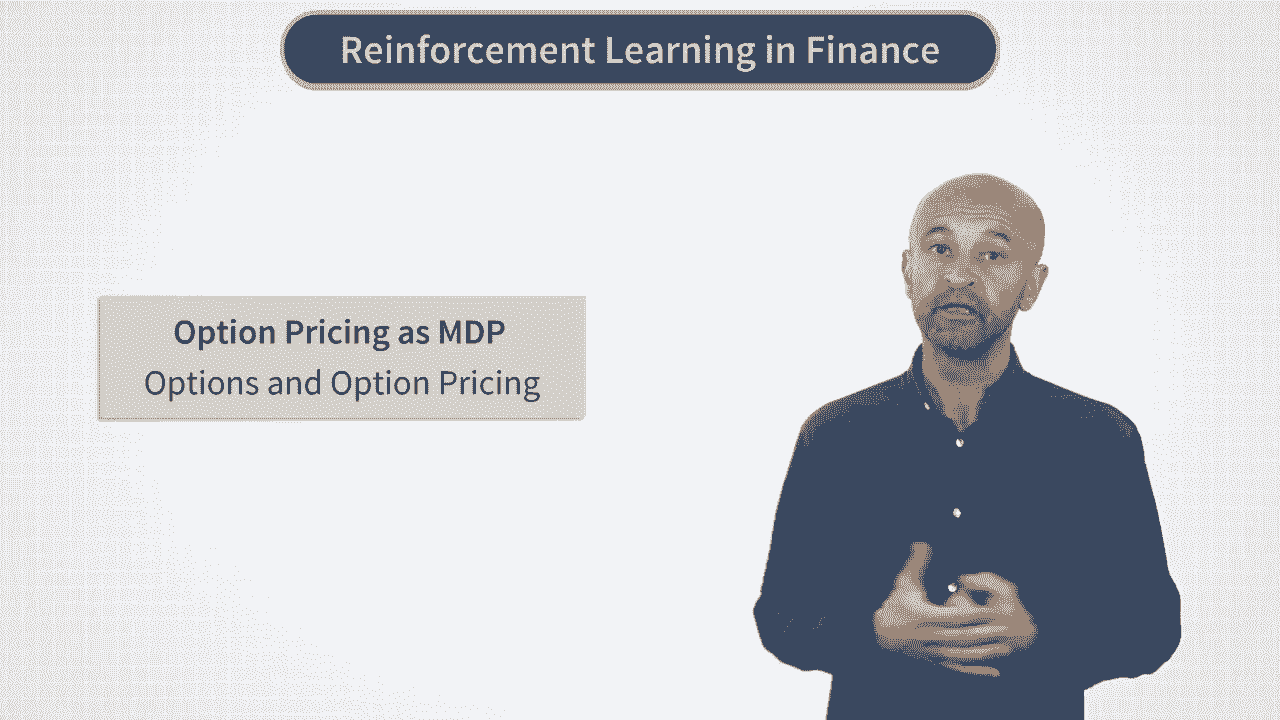 Reinforcement Learning in Finance
Option Pricing as MDP
Options and Option Pricing